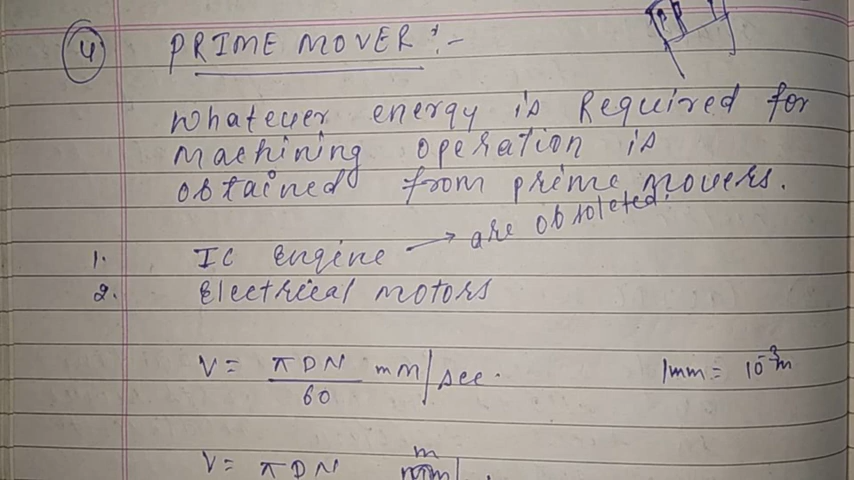 4 PRIME MOVER :-
Whatever energy is Required for
Machining operation is
obtained from prime movers.
1. IC engine → are obsoleted.
2. Electrical motors
V = πDN/60 mm/sec. 1mm = 10⁻³m
V = πDN m